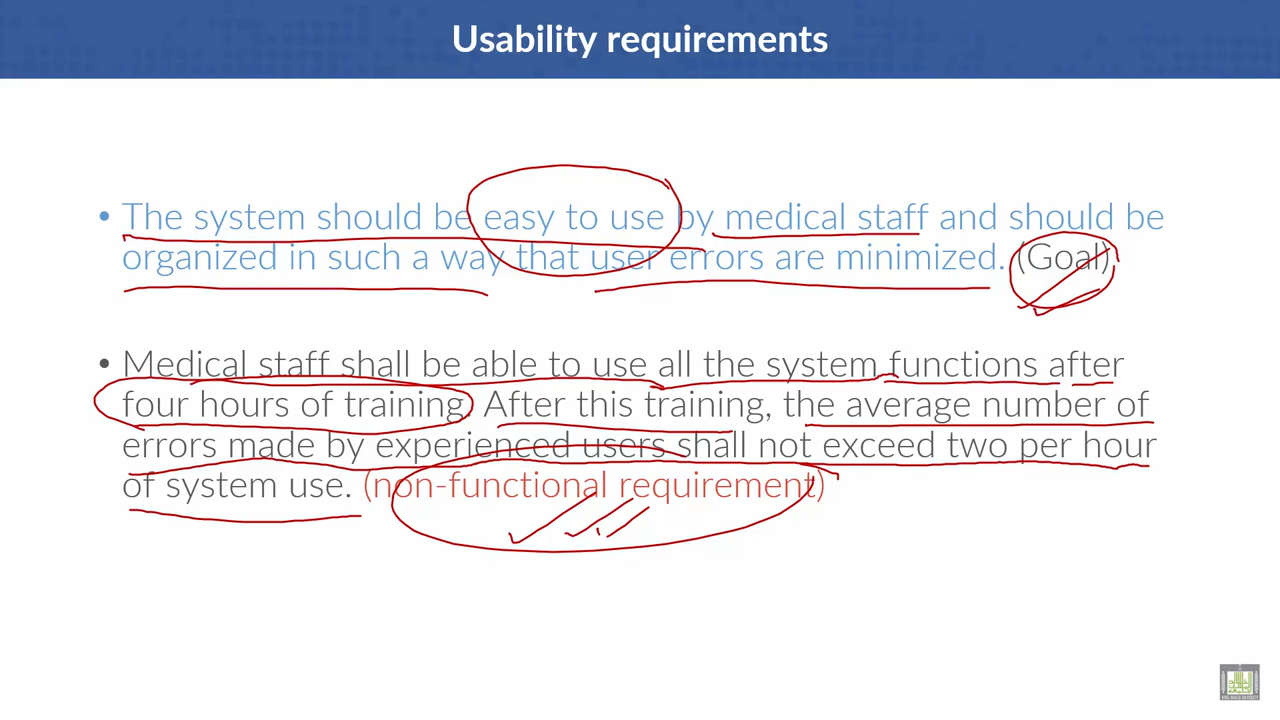 Usability requirements
• The system should be easy to use by medical staff and should be
organized in such a way that user errors are minimized. (Goal)
• Medical staff shall be able to use all the system functions after
four hours of training. After this training, the average number of
errors made by experienced users shall not exceed two per hour
of system use. (non-functional requirement)